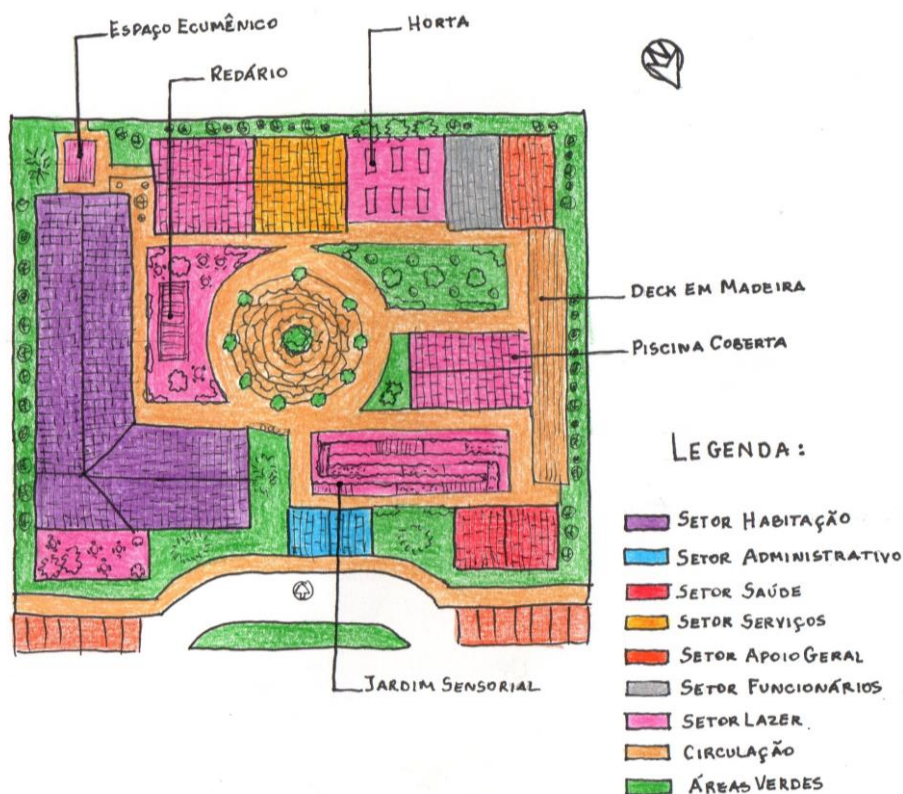 ESPAÇO ECUMÊNICO
HORTA
REDÁRIO
DECK EM MADEIRA
PISCINA COBERTA
LEGENDA:
SETOR HABITAÇÃO
SETOR ADMINISTRATIVO
SETOR SAÚDE
SETOR SERVIÇOS
SETOR APOIO GERAL
SETOR FUNCIONÁRIOS
SETOR LAZER
CIRCULAÇÃO
ÁREAS VERDES
JARDIM SENSORIAL